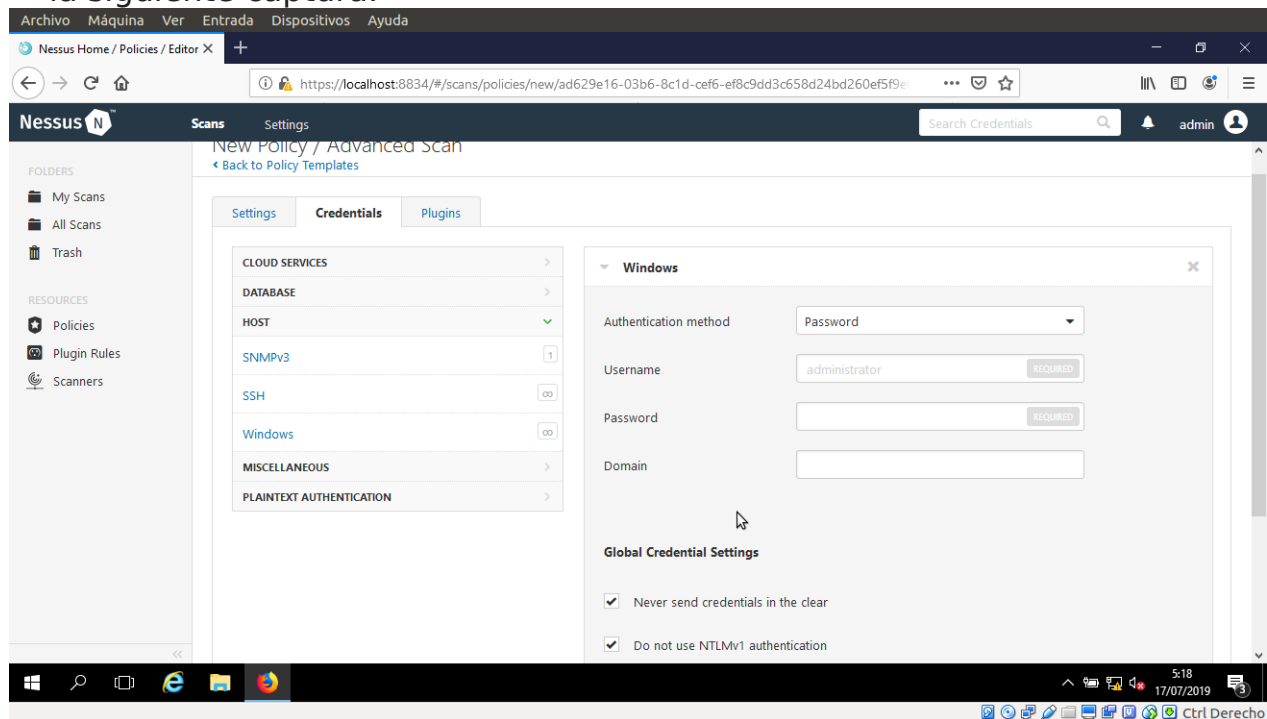 la siguiente captura.
Archivo Máquina Ver Entrada Dispositivos Ayuda
Nessus Home / Policies / Editor
https://localhost:8834/#/scans/policies/new/ad629e16-03b6-8c1d-cef6-ef8c9dd3c658d24bd260ef5f9e
Nessus N
Scans Settings
Search Credentials
admin
New Policy / Advanced Scan
Back to Policy Templates
FOLDERS
My Scans
All Scans
Trash
RESOURCES
Policies
Plugin Rules
Scanners
Settings Credentials Plugins
CLOUD SERVICES
DATABASE
HOST
SNMPv3 1
SSH ∞
Windows ∞
MISCELLANEOUS
PLAINTEXT AUTHENTICATION
Windows
Authentication method Password
Username administrator REQUIRED
Password REQUIRED
Domain
Global Credential Settings
Never send credentials in the clear
Do not use NTLMv1 authentication
5:18
17/07/2019
3
Ctrl Derecho